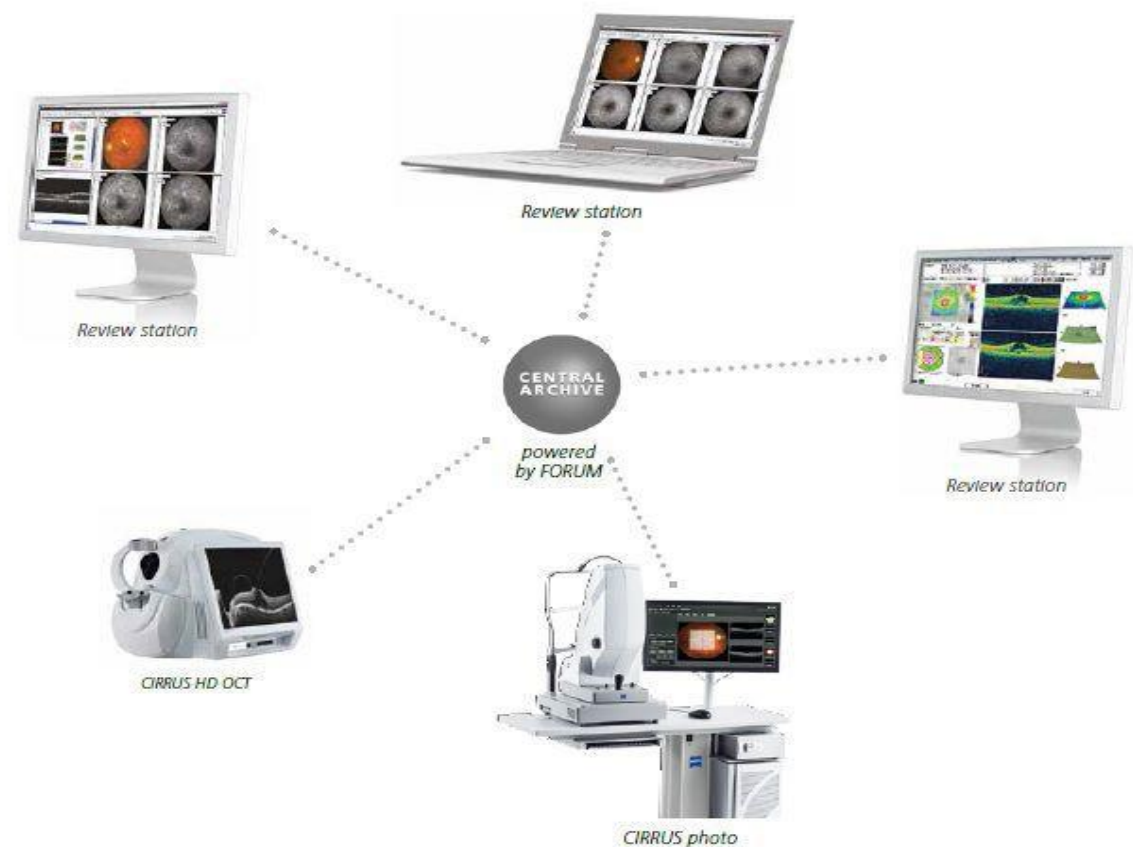 Review station
Review station
CENTRAL
ARCHIVE
powered
by FORUM
Review station
CIRRUS HD OCT
CIRRUS photo